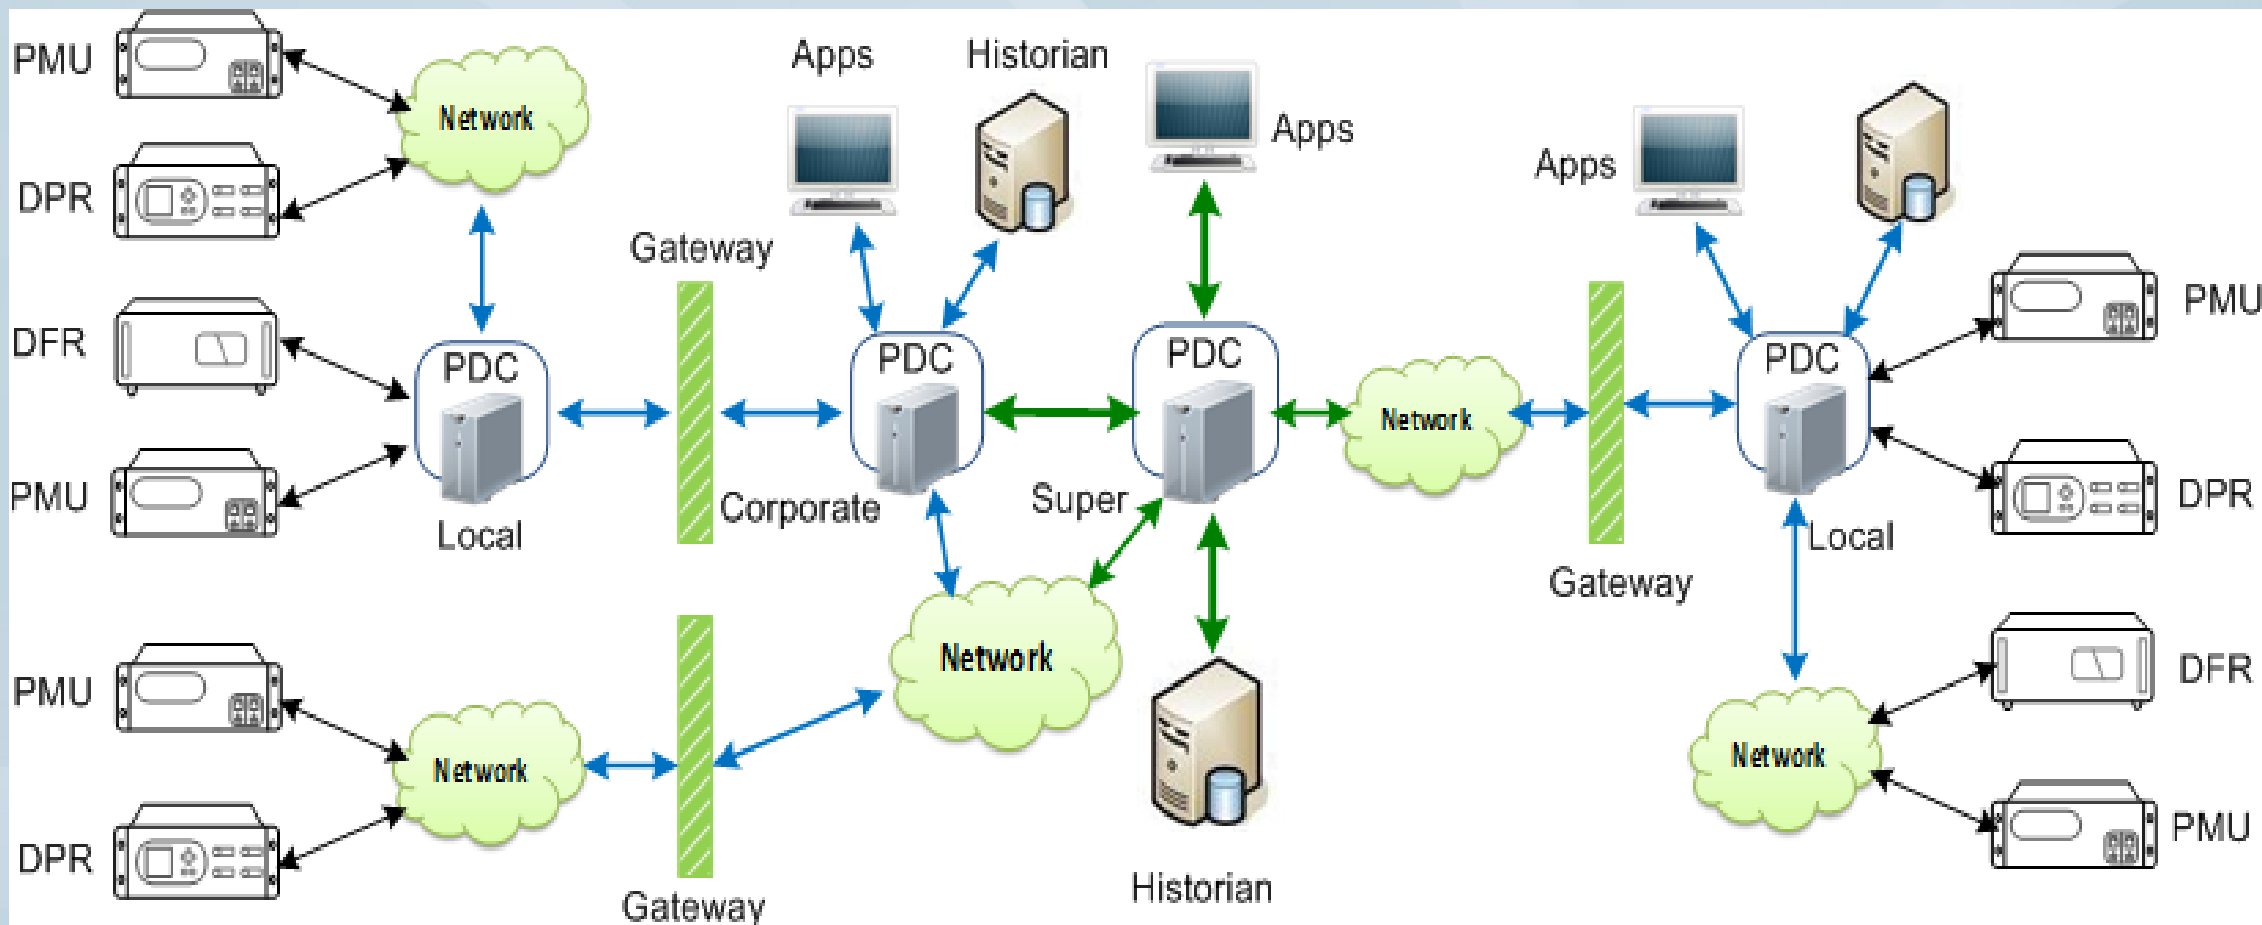 PMU
Network
DPR
DFR
PDC
PMU
Local
Gateway
Apps
Historian
Apps
PDC
Corporate
PDC
Super
Network
Apps
Gateway
PDC
Local
PMU
DPR
DFR
Network
PMU
PMU
Network
DPR
Gateway
Network
Historian